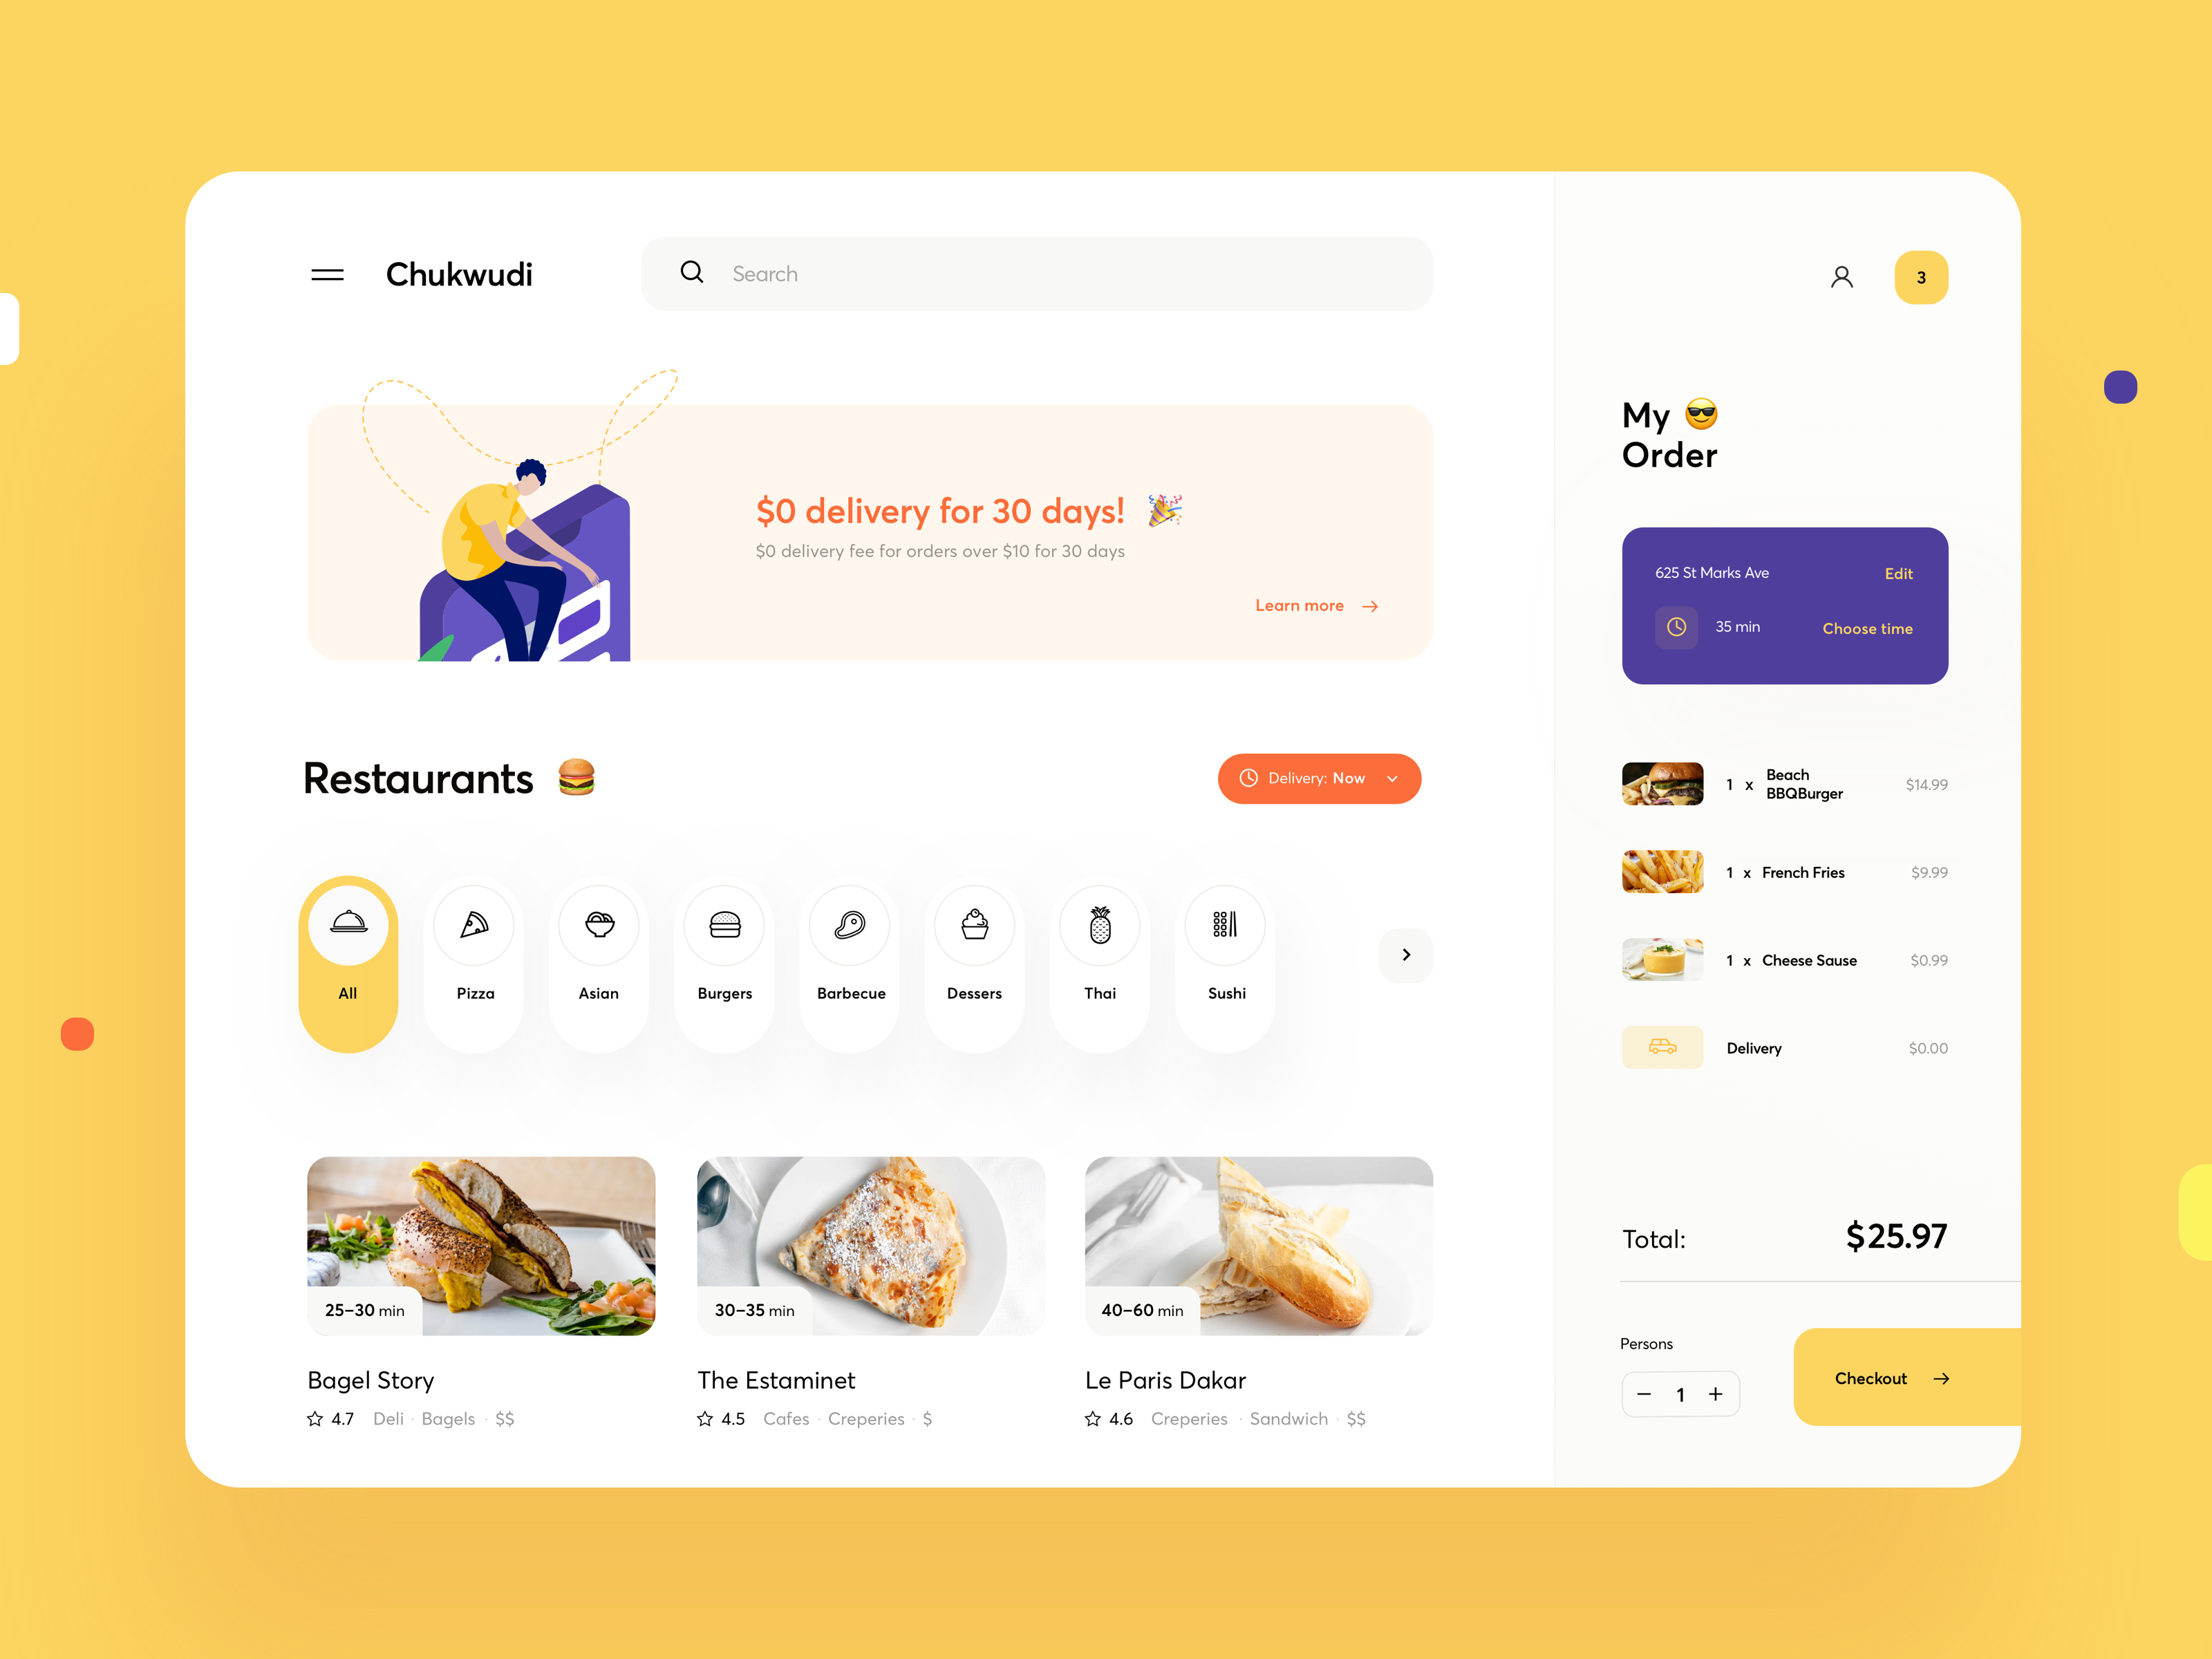 Chukwudi
Search
3
$0 delivery for 30 days!
$0 delivery fee for orders over $10 for 30 days
Learn more
Restaurants
Delivery: Now
All
Pizza
Asian
Burgers
Barbecue
Dessers
Thai
Sushi
25–30 min
30–35 min
40–60 min
Bagel Story
4.7 Deli · Bagels · $$
The Estaminet
4.5 Cafes · Creperies · $
Le Paris Dakar
4.6 Creperies · Sandwich · $$
My
Order
625 St Marks Ave Edit
35 min Choose time
1 x Beach
BBQBurger
$14.99
1 x French Fries $9.99
1 x Cheese Sause $0.99
Delivery $0.00
Total: $25.97
Persons
1
Checkout